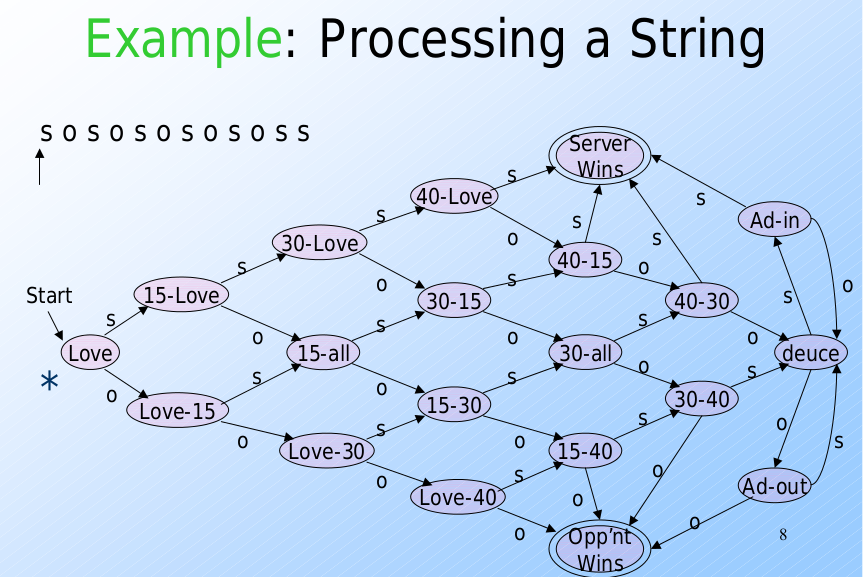 Example: Processing a String
s o s o s o s o s o s s
Server
Wins
s
40-Love
s
s
Ad-in
30-Love
o
s
s
40-15
s
o
Start
15-Love
o
30-15
s
40-30
s
o
s
o
s
o
s
o
Love
15-all
30-all
deuce
*
o
s
o
s
o
s
Love-15
15-30
30-40
o
s
o
s
o
s
Love-30
15-40
o
s
o
Ad-out
Love-40
o
o
o
Opp'nt
Wins
8